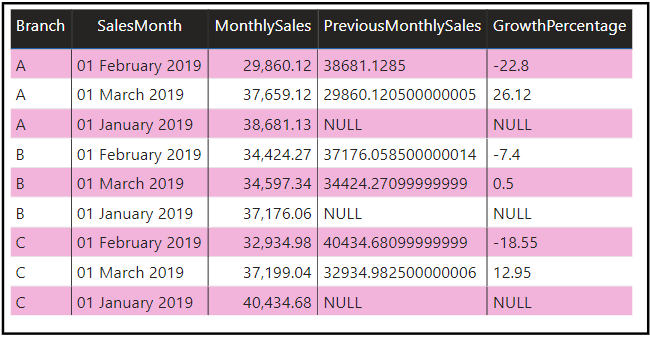 Branch SalesMonth MonthlySales PreviousMonthlySales GrowthPercentage
A 01 February 2019 29,860.12 38681.1285 -22.8
A 01 March 2019 37,659.12 29860.120500000005 26.12
A 01 January 2019 38,681.13 NULL NULL
B 01 February 2019 34,424.27 37176.058500000014 -7.4
B 01 March 2019 34,597.34 34424.27099999999 0.5
B 01 January 2019 37,176.06 NULL NULL
C 01 February 2019 32,934.98 40434.68099999999 -18.55
C 01 March 2019 37,199.04 32934.982500000006 12.95
C 01 January 2019 40,434.68 NULL NULL